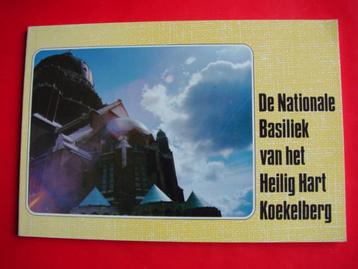 De Nationale
Basiliek
van het
Heilig Hart
Koekelberg